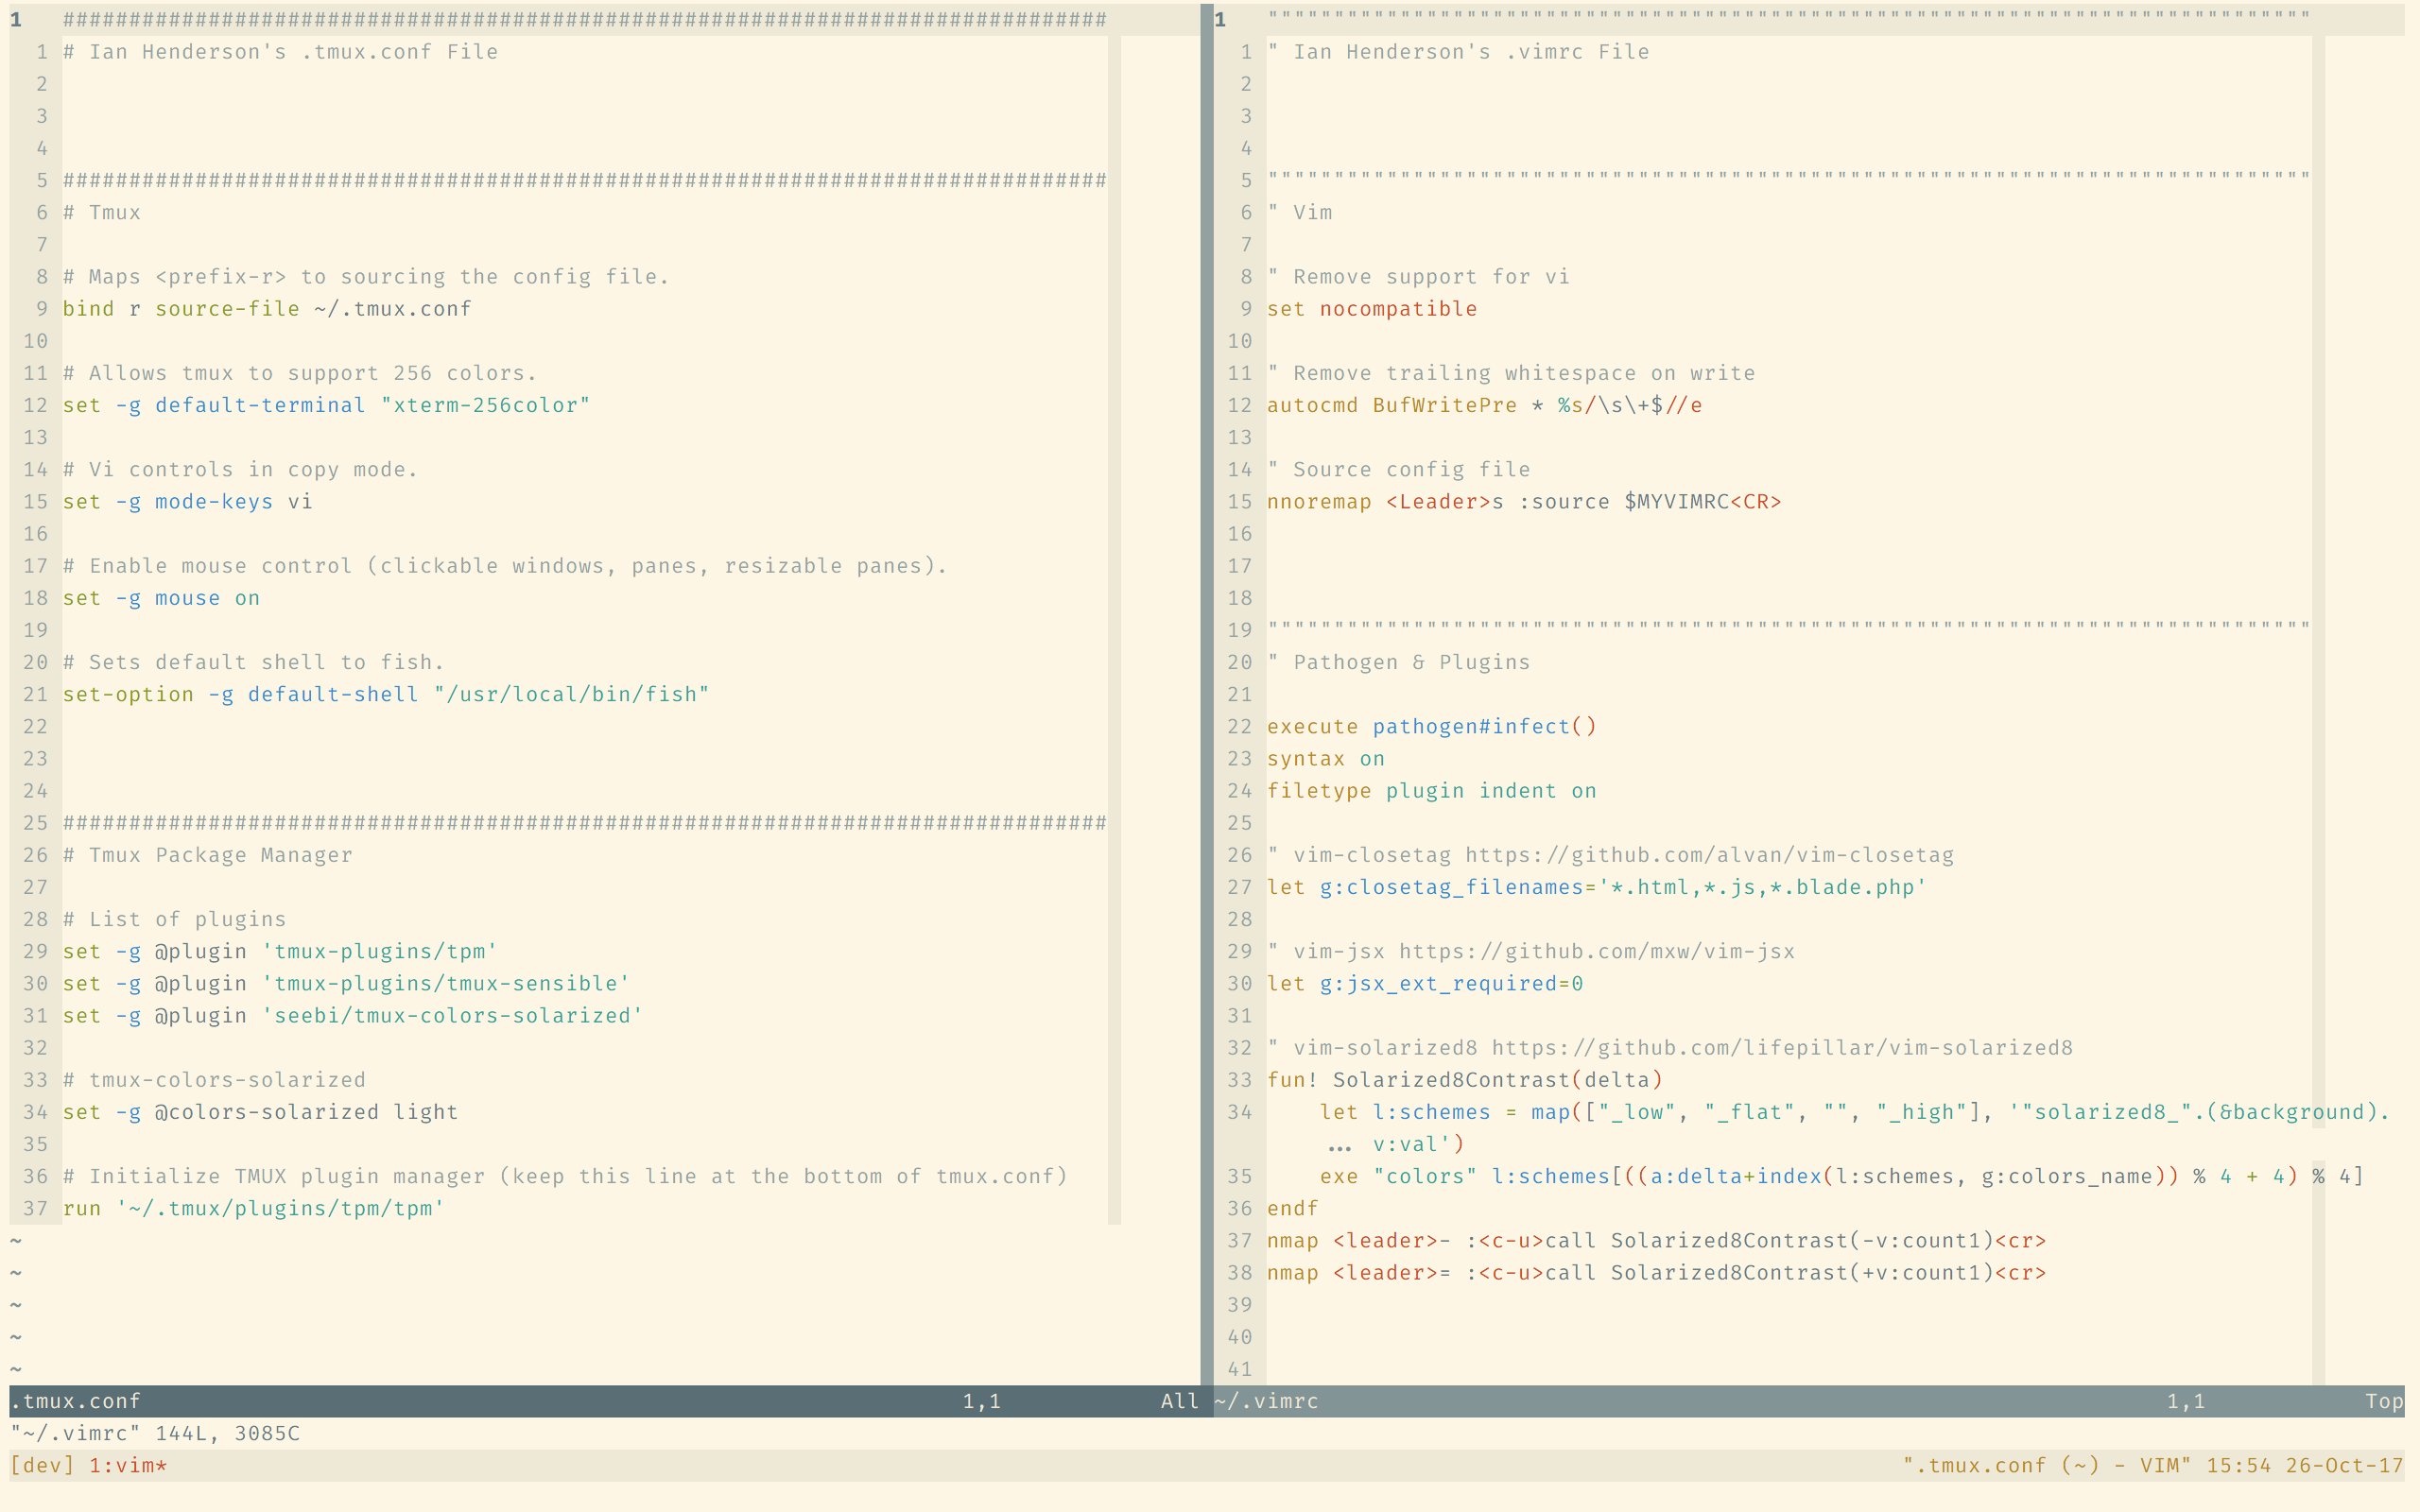 1 ###############################################################################
1 # Ian Henderson's .tmux.conf File
2
3
4
5 ###############################################################################
6 # Tmux
7
8 # Maps <prefix-r> to sourcing the config file.
9 bind r source-file ~/.tmux.conf
10
11 # Allows tmux to support 256 colors.
12 set -g default-terminal "xterm-256color"
13
14 # Vi controls in copy mode.
15 set -g mode-keys vi
16
17 # Enable mouse control (clickable windows, panes, resizable panes).
18 set -g mouse on
19
20 # Sets default shell to fish.
21 set-option -g default-shell "/usr/local/bin/fish"
22
23
24
25 ###############################################################################
26 # Tmux Package Manager
27
28 # List of plugins
29 set -g @plugin 'tmux-plugins/tpm'
30 set -g @plugin 'tmux-plugins/tmux-sensible'
31 set -g @plugin 'seebi/tmux-colors-solarized'
32
33 # tmux-colors-solarized
34 set -g @colors-solarized light
35
36 # Initialize TMUX plugin manager (keep this line at the bottom of tmux.conf)
37 run '~/.tmux/plugins/tpm/tpm'
~
~
~
~
~
.tmux.conf 1,1 All
1 """""""""""""""""""""""""""""""""""""""""""""""""""""""""""""""""""""""""""""""
1 " Ian Henderson's .vimrc File
2
3
4
5 """""""""""""""""""""""""""""""""""""""""""""""""""""""""""""""""""""""""""""""
6 " Vim
7
8 " Remove support for vi
9 set nocompatible
10
11 " Remove trailing whitespace on write
12 autocmd BufWritePre * %s/\s\+$//e
13
14 " Source config file
15 nnoremap <Leader>s :source $MYVIMRC<CR>
16
17
18
19 """""""""""""""""""""""""""""""""""""""""""""""""""""""""""""""""""""""""""""""
20 " Pathogen & Plugins
21
22 execute pathogen#infect()
23 syntax on
24 filetype plugin indent on
25
26 " vim-closetag https://github.com/alvan/vim-closetag
27 let g:closetag_filenames='*.html,*.js,*.blade.php'
28
29 " vim-jsx https://github.com/mxw/vim-jsx
30 let g:jsx_ext_required=0
31
32 " vim-solarized8 https://github.com/lifepillar/vim-solarized8
33 fun! Solarized8Contrast(delta)
34 let l:schemes = map(["_low", "_flat", "", "_high"], '"solarized8_".(&background).
... v:val')
35 exe "colors" l:schemes[((a:delta+index(l:schemes, g:colors_name)) % 4 + 4) % 4]
36 endf
37 nmap <leader>- :<c-u>call Solarized8Contrast(-v:count1)<cr>
38 nmap <leader>= :<c-u>call Solarized8Contrast(+v:count1)<cr>
39
40
41
~/.vimrc 1,1 Top
"~/.vimrc" 144L, 3085C
[dev] 1:vim* ".tmux.conf (~) - VIM" 15:54 26-Oct-17